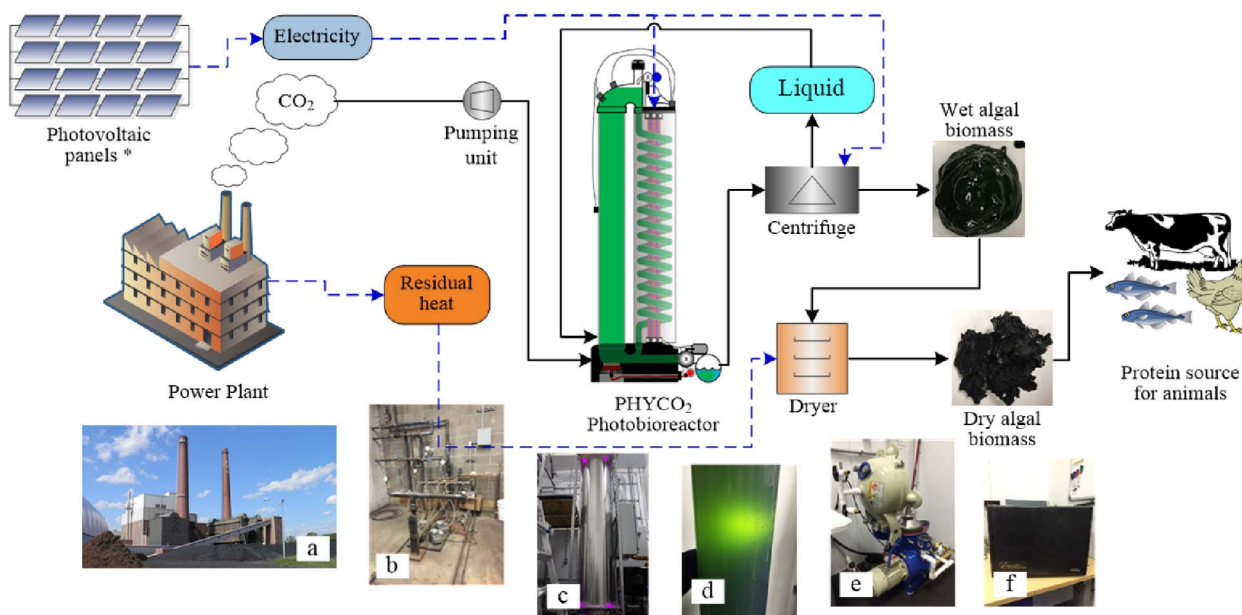 Electricity
CO₂
Photovoltaic
panels *
Pumping
unit
Liquid
Wet algal
biomass
Centrifuge
Residual
heat
Power Plant
PHYCO₂
Photobioreactor
Dryer
Dry algal
biomass
Protein source
for animals
a
b
c
d
e
f